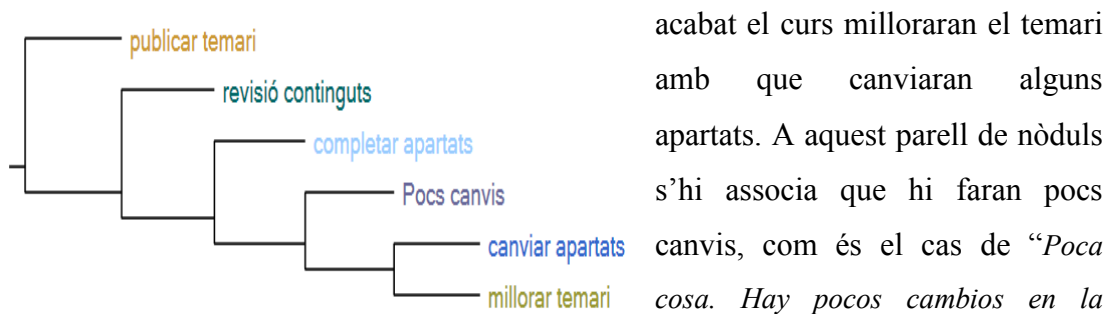 publicar temari
revisió continguts
completar apartats
Pocs canvis
canviar apartats
millorar temari
acabat el curs milloraran el temari
amb que canviaran alguns
apartats. A aquest parell de nòduls
s’hi associa que hi faran pocs
canvis, com és el cas de “Poca
cosa. Hay pocos cambios en la